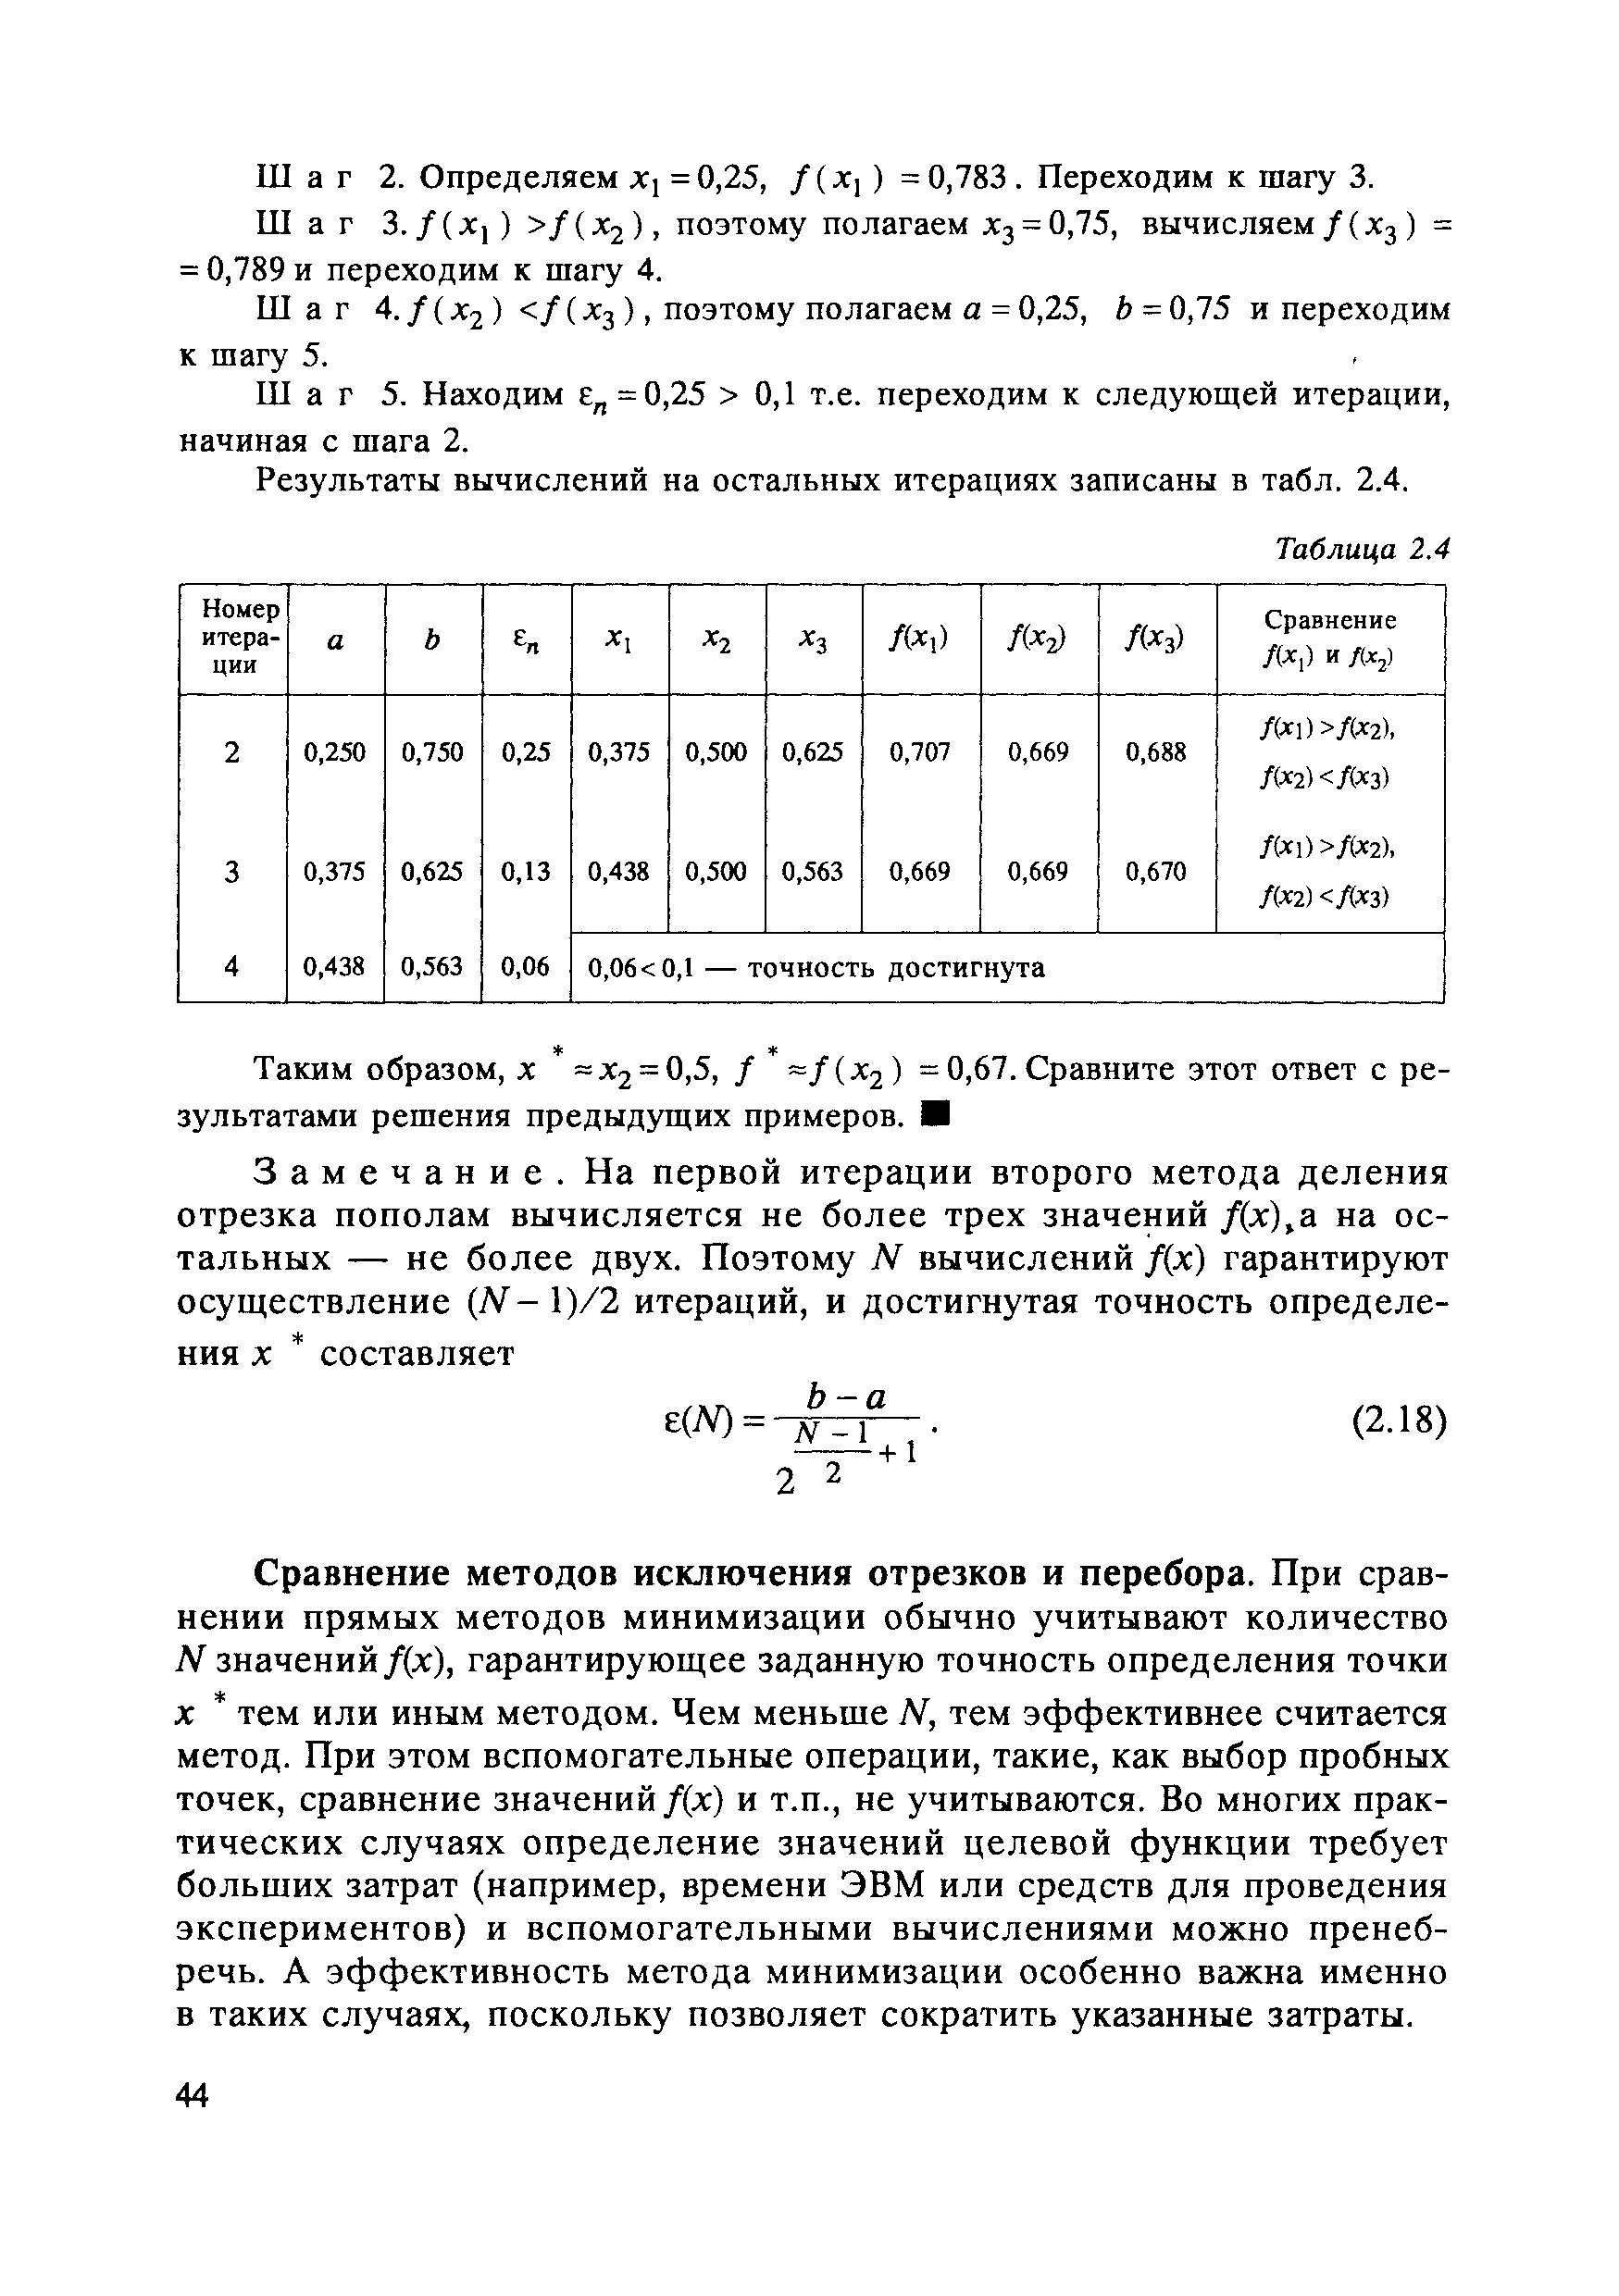 Ш а г 2. Определяем x₁ = 0,25, f(x₁) = 0,783. Переходим к шагу 3.
Ш а г 3. f(x₁) > f(x₂), поэтому полагаем x₃ = 0,75, вычисляем f(x₃) =
= 0,789 и переходим к шагу 4.
Ш а г 4. f(x₂) < f(x₃), поэтому полагаем a = 0,25, b = 0,75 и переходим
к шагу 5.
Ш а г 5. Находим εₙ = 0,25 > 0,1 т.е. переходим к следующей итерации,
начиная с шага 2.
Результаты вычислений на остальных итерациях записаны в табл. 2.4.
Таблица 2.4
Номер итера-ции a b εₙ x₁ x₂ x₃ f(x₁) f(x₂) f(x₃) Сравнение f(x₁) и f(x₂)
2 0,250 0,750 0,25 0,375 0,500 0,625 0,707 0,669 0,688 f(x₁) > f(x₂), f(x₂) < f(x₃)
3 0,375 0,625 0,13 0,438 0,500 0,563 0,669 0,669 0,670 f(x₁) > f(x₂), f(x₂) < f(x₃)
4 0,438 0,563 0,06 0,06<0,1 — точность достигнута
Таким образом, x* ≈ x₂ = 0,5, f* ≈ f(x₂) = 0,67. Сравните этот ответ с ре-
зультатами решения предыдущих примеров. ■
З а м е ч а н и е . На первой итерации второго метода деления
отрезка пополам вычисляется не более трех значений f(x), а на ос-
тальных — не более двух. Поэтому N вычислений f(x) гарантируют
осуществление (N − 1)/2 итераций, и достигнутая точность определе-
ния x* составляет
ε(N) = (b − a) / 2^((N − 1)/2 + 1). (2.18)
Сравнение методов исключения отрезков и перебора. При срав-
нении прямых методов минимизации обычно учитывают количество
N значений f(x), гарантирующее заданную точность определения точки
x* тем или иным методом. Чем меньше N, тем эффективнее считается
метод. При этом вспомогательные операции, такие, как выбор пробных
точек, сравнение значений f(x) и т.п., не учитываются. Во многих прак-
тических случаях определение значений целевой функции требует
больших затрат (например, времени ЭВМ или средств для проведения
экспериментов) и вспомогательными вычислениями можно пренеб-
речь. А эффективность метода минимизации особенно важна именно
в таких случаях, поскольку позволяет сократить указанные затраты.
44